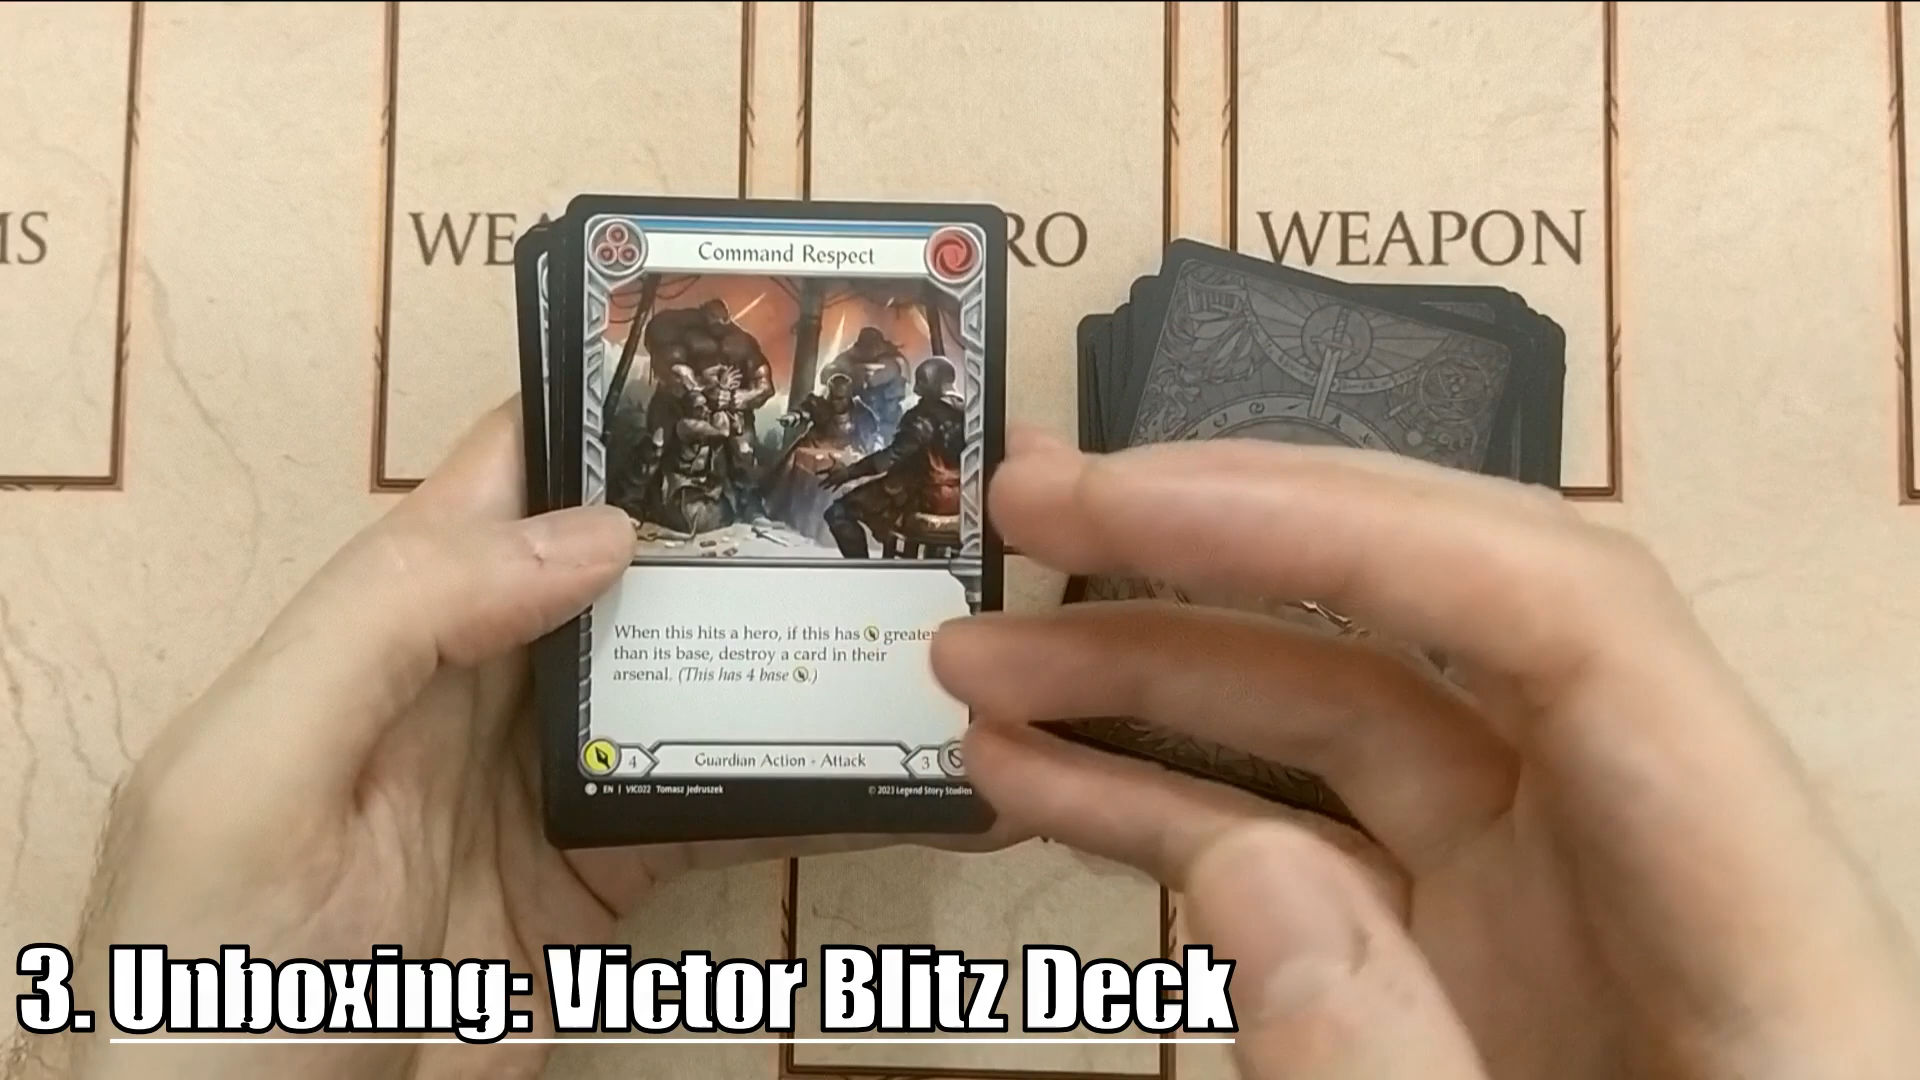 MS
WEA
RO
WEAPON
Command Respect
When this hits a hero, if this has greater
than its base, destroy a card in their
arsenal. (This has 4 base .)
4
Guardian Action - Attack
3
C EN | VIC022 Tomasz Jedruszek
© 2023 Legend Story Studios
3. Unboxing: Victor Blitz Deck